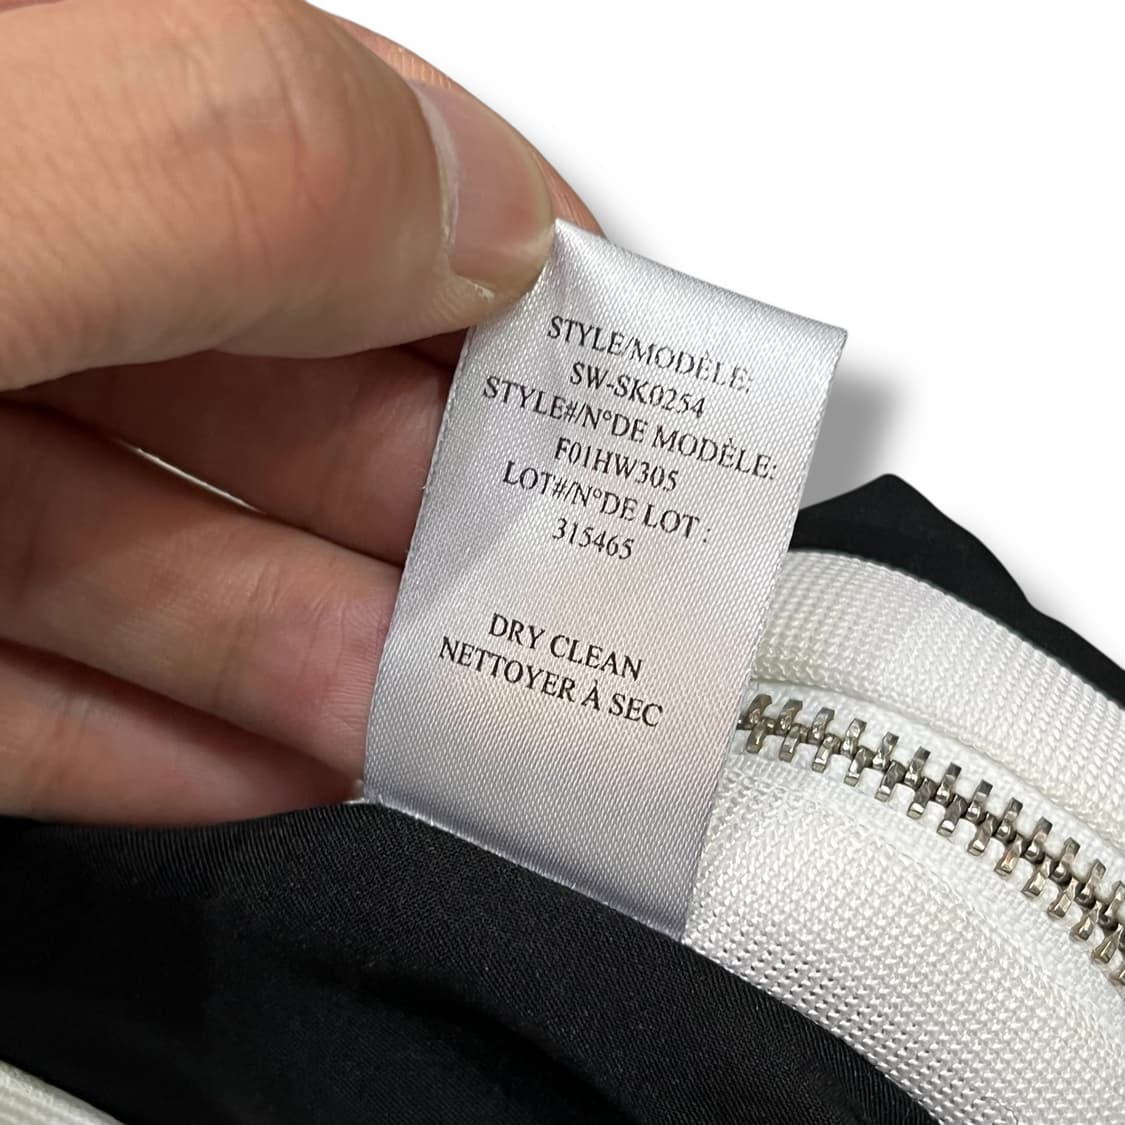 STYLE/MODÈLE:
SW-SK0254
STYLE#/N°DE MODÈLE:
F01HW305
LOT#/N°DE LOT :
315465
DRY CLEAN
NETTOYER À SEC